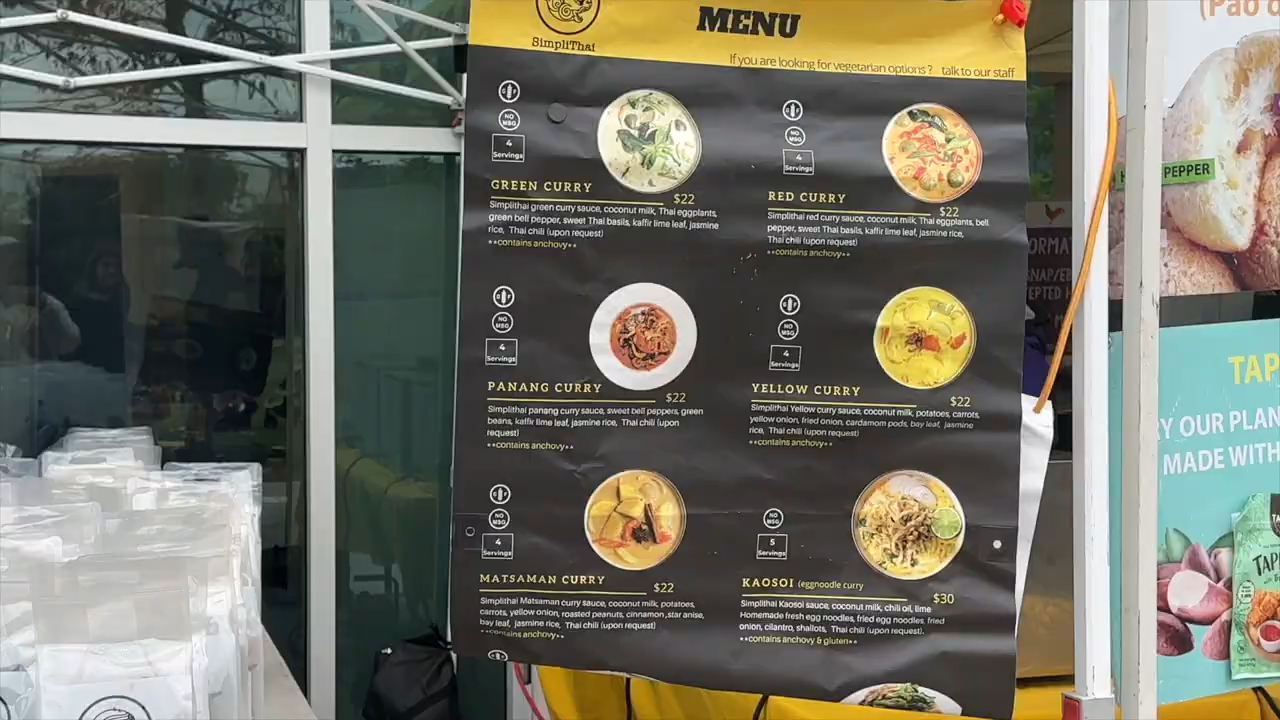 SimpliThai
MENU
If you are looking for vegetarian options ? talk to our staff
GF
NO MSG
4 Servings
GREEN CURRY
$22
Simplithai green curry sauce, coconut milk, Thai eggplants,
green bell pepper, sweet Thai basils, kaffir lime leaf, jasmine
rice, Thai chili (upon request)
**contains anchovy**
GF
NO MSG
4 Servings
RED CURRY
$22
Simplithai red curry sauce, coconut milk, Thai eggplants, bell
pepper, sweet Thai basils, kaffir lime leaf, jasmine rice,
Thai chili (upon request)
**contains anchovy**
GF
NO MSG
4 Servings
PANANG CURRY
$22
Simplithai panang curry sauce, sweet bell peppers, green
beans, kaffir lime leaf, jasmine rice, Thai chili (upon
request)
**contains anchovy**
GF
NO MSG
4 Servings
YELLOW CURRY
$22
Simplithai Yellow curry sauce, coconut milk, potatoes, carrots,
yellow onion, fried onion, cardamom pods, bay leaf, jasmine
rice, Thai chili (upon request)
**contains anchovy**
GF
NO MSG
4 Servings
MATSAMAN CURRY
$22
Simplithai Matsaman curry sauce, coconut milk, potatoes,
carrots, yellow onion, roasted peanuts, cinnamon ,star anise,
bay leaf, jasmine rice, Thai chili (upon request)
**contains anchovy**
NO MSG
5 Servings
KAOSOI (eggnoodle curry
$30
Simplithai Kaosoi sauce, coconut milk, chili oil, lime
Homemade fresh egg noodles, fried egg noodles, fried
onion, cilantro, shallots, Thai chili (upon request).
**contains anchovy & gluten**
PEPPER
TAP
Y OUR PLAN
MADE WITH